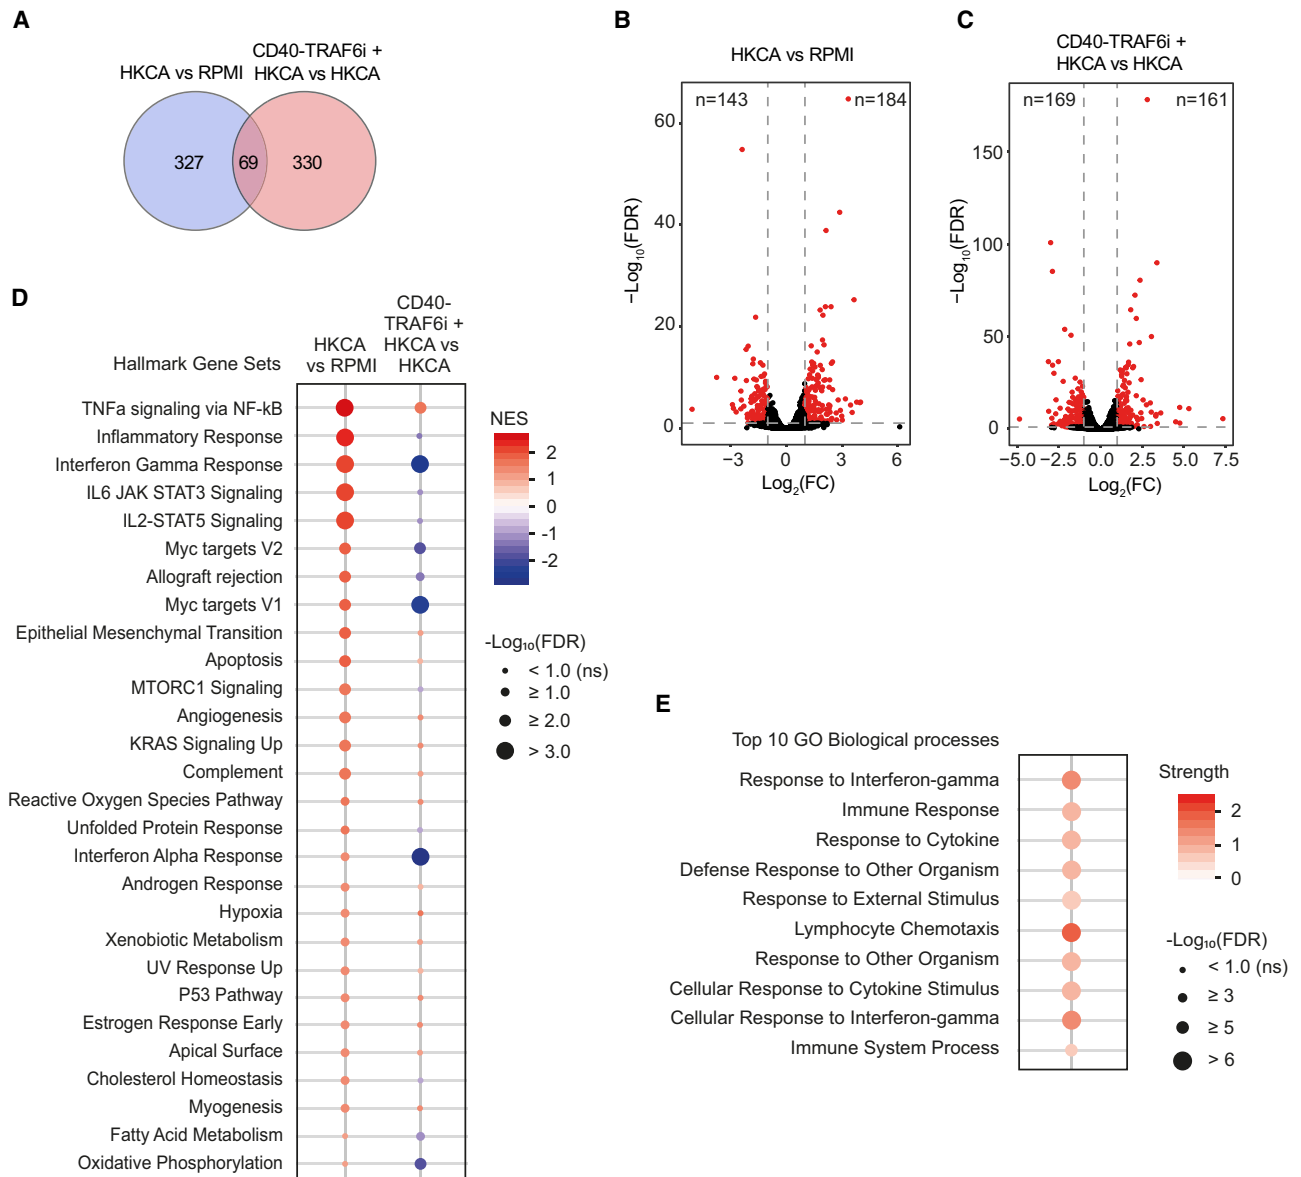 A
HKCA vs RPMI
CD40-TRAF6i +
HKCA vs HKCA
327
69
330
B
HKCA vs RPMI
n=143
n=184
60
40
20
0
−Log10(FDR)
−3
0
3
6
Log2(FC)
C
CD40-TRAF6i +
HKCA vs HKCA
n=169
n=161
150
100
50
0
−Log10(FDR)
−5.0
−2.5
0.0
2.5
5.0
7.5
Log2(FC)
D
Hallmark Gene Sets
HKCA
vs RPMI
CD40-
TRAF6i +
HKCA vs
HKCA
TNFa signaling via NF-kB
Inflammatory Response
Interferon Gamma Response
IL6 JAK STAT3 Signaling
IL2-STAT5 Signaling
Myc targets V2
Allograft rejection
Myc targets V1
Epithelial Mesenchymal Transition
Apoptosis
MTORC1 Signaling
Angiogenesis
KRAS Signaling Up
Complement
Reactive Oxygen Species Pathway
Unfolded Protein Response
Interferon Alpha Response
Androgen Response
Hypoxia
Xenobiotic Metabolism
UV Response Up
P53 Pathway
Estrogen Response Early
Apical Surface
Cholesterol Homeostasis
Myogenesis
Fatty Acid Metabolism
Oxidative Phosphorylation
NES
2
1
0
-1
-2
-Log₁₀(FDR)
< 1.0 (ns)
≥ 1.0
≥ 2.0
> 3.0
E
Top 10 GO Biological processes
Response to Interferon-gamma
Immune Response
Response to Cytokine
Defense Response to Other Organism
Response to External Stimulus
Lymphocyte Chemotaxis
Response to Other Organism
Cellular Response to Cytokine Stimulus
Cellular Response to Interferon-gamma
Immune System Process
Strength
2
1
0
-Log₁₀(FDR)
< 1.0 (ns)
≥ 3
≥ 5
> 6